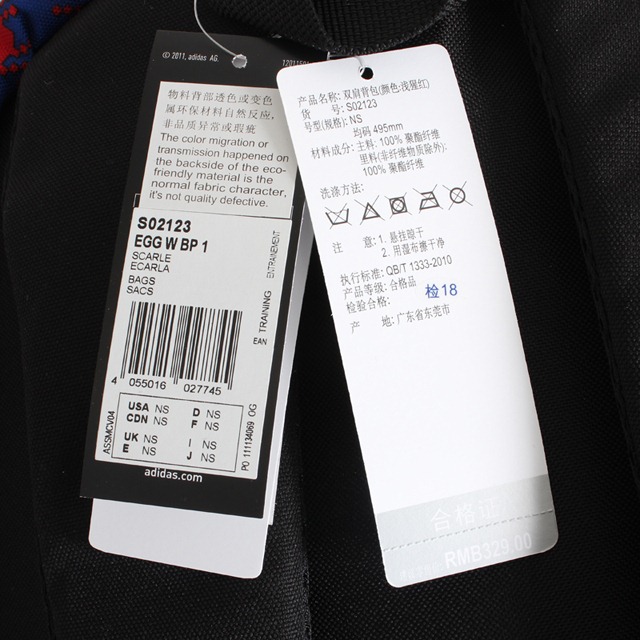 © 2011, adidas AG.
物料背部透色或变色
属环保材料自然现象
非品质异常或瑕疵
The color migration or
transmission happened on
the backside of the eco-
friendly material is the
normal fabric character,
it's not quality defective.
S02123
EGG W BP 1
SCARLE
ECARLA
BAGS
SACS
TRAINING
ENTRAINEMENT
EAN
4 055016 027745
ASSMCV04
USA NS D NS
CDN NS F NS
UK NS I NS
E NS J NS
PO 111134069 OG
adidas.com
产品名称: 双肩背包(颜色:浅猩红)
货 号: S02123
号型(规格): NS
均码 495mm
材料成分: 主料: 100% 聚酯纤维
里料(非纤维物质除外):
100% 聚酯纤维
洗涤方法:
注 意: 1. 悬挂晾干
2. 用湿布擦干净
执行标准: QB/T 1333-2010
产品等级: 合格品
检验合格: 检18
产 地: 广东省东莞市
合格证
RMB329.00